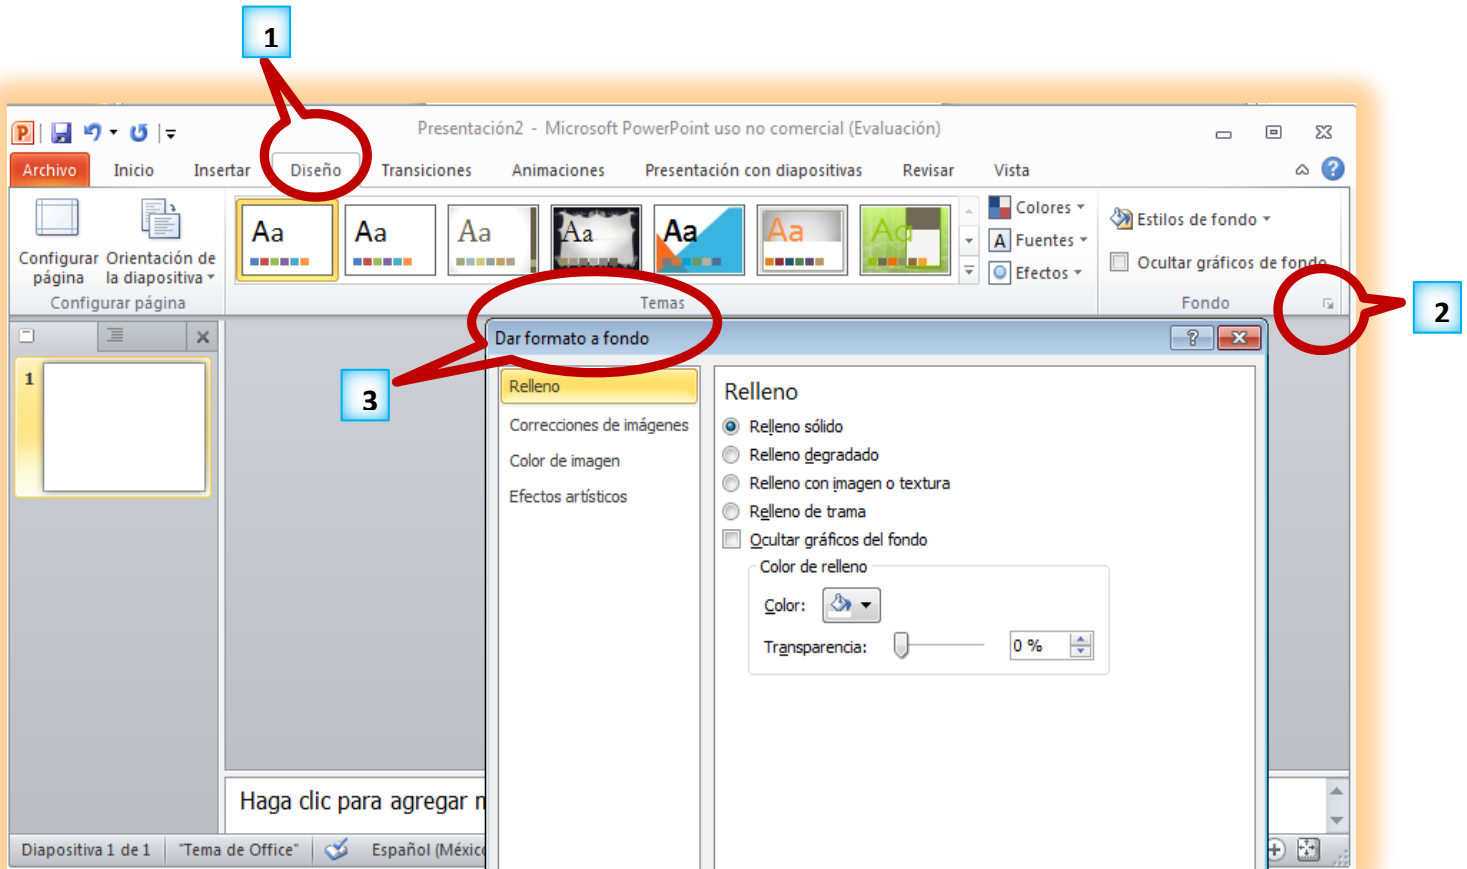 1
Presentación2 - Microsoft PowerPoint uso no comercial (Evaluación)
Archivo Inicio Insertar Diseño Transiciones Animaciones Presentación con diapositivas Revisar Vista
Configurar página
Orientación de la diapositiva
Configurar página
Aa Aa Aa Aa Aa Aa Aa
Temas
Colores
Fuentes
Efectos
Estilos de fondo
Ocultar gráficos de fondo
Fondo
2
3
1
Dar formato a fondo
Relleno
Correcciones de imágenes
Color de imagen
Efectos artísticos
Relleno
Relleno sólido
Relleno degradado
Relleno con imagen o textura
Relleno de trama
Ocultar gráficos del fondo
Color de relleno
Color:
Transparencia: 0 %
Haga clic para agregar
Diapositiva 1 de 1 "Tema de Office" Español (Méxic